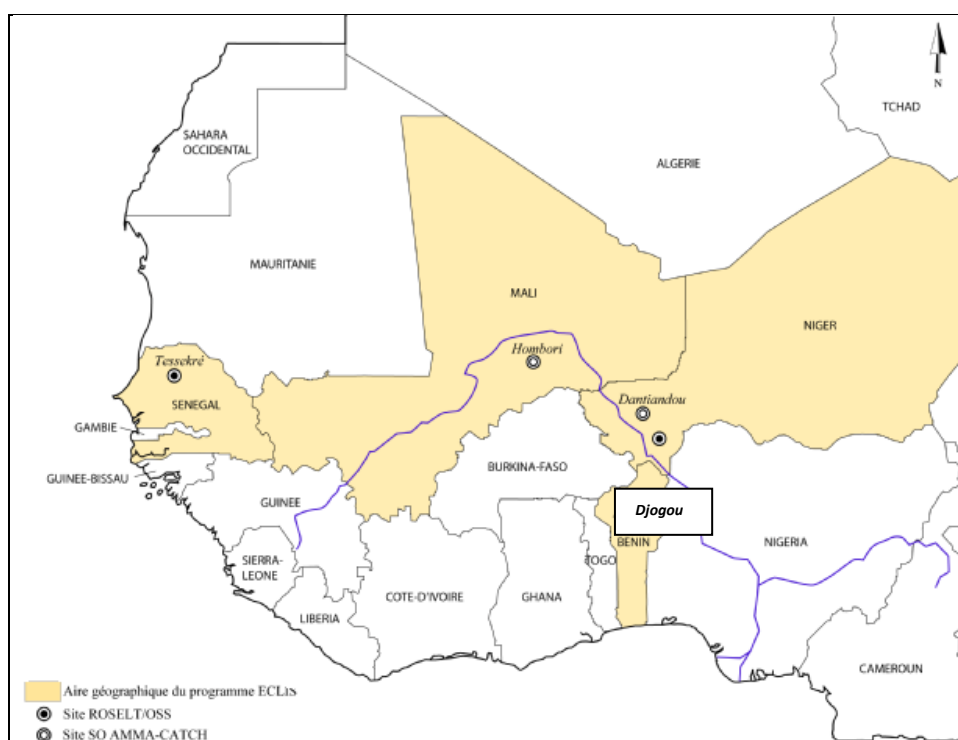 N
TCHAD
SAHARA
OCCIDENTAL
ALGERIE
MAURITANIE
MALI
NIGER
Hombori
Tessekré
Dantiandou
SENEGAL
GAMBIE
BURKINA-FASO
GUINEE-BISSAU
GUINEE
Djogou
BENIN
NIGERIA
TOGO
SIERRA-
LEONE
COTE-D'IVOIRE
GHANA
LIBERIA
CAMEROUN
Aire géographique du programme ECLiS
Site ROSELT/OSS
Site SO AMMA-CATCH